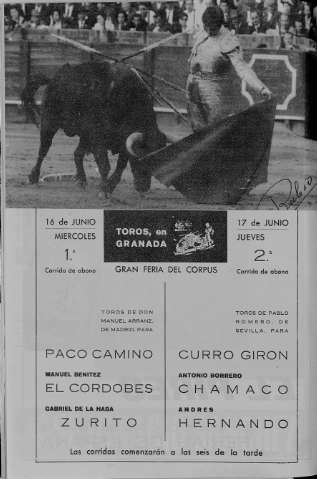 16 de JUNIO
MIERCOLES
1.ª
Corrida de abono
TOROS, en
GRANADA
17 de JUNIO
JUEVES
2.ª
Corrida de abono
GRAN FERIA DEL CORPUS
TOROS DE DON
MANUEL ARRANZ,
DE MADRID, PARA
PACO CAMINO
MANUEL BENITEZ
EL CORDOBES
GABRIEL DE LA HABA
ZURITO
TOROS DE PABLO
ROMERO, DE
SEVILLA, PARA
CURRO GIRON
ANTONIO BORRERO
CHAMACO
ANDRES
HERNANDO
Las corridas comenzarán a las seis de la tarde